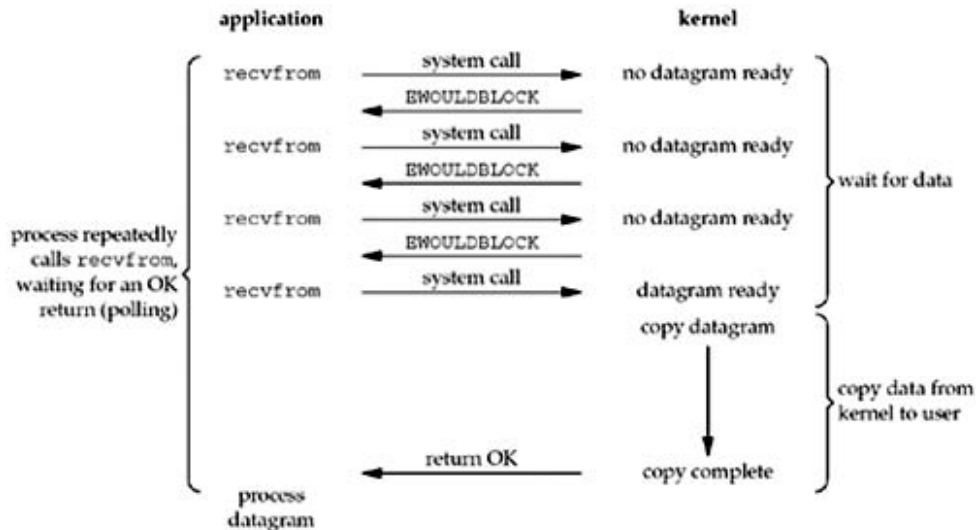 application kernel
recvfrom system call no datagram ready
EWOULDBLOCK
recvfrom system call no datagram ready
EWOULDBLOCK
wait for data
recvfrom system call no datagram ready
process repeatedly
calls recvfrom,
waiting for an OK
return (polling)
EWOULDBLOCK
recvfrom system call datagram ready
copy datagram
copy data from
kernel to user
return OK copy complete
process
datagram